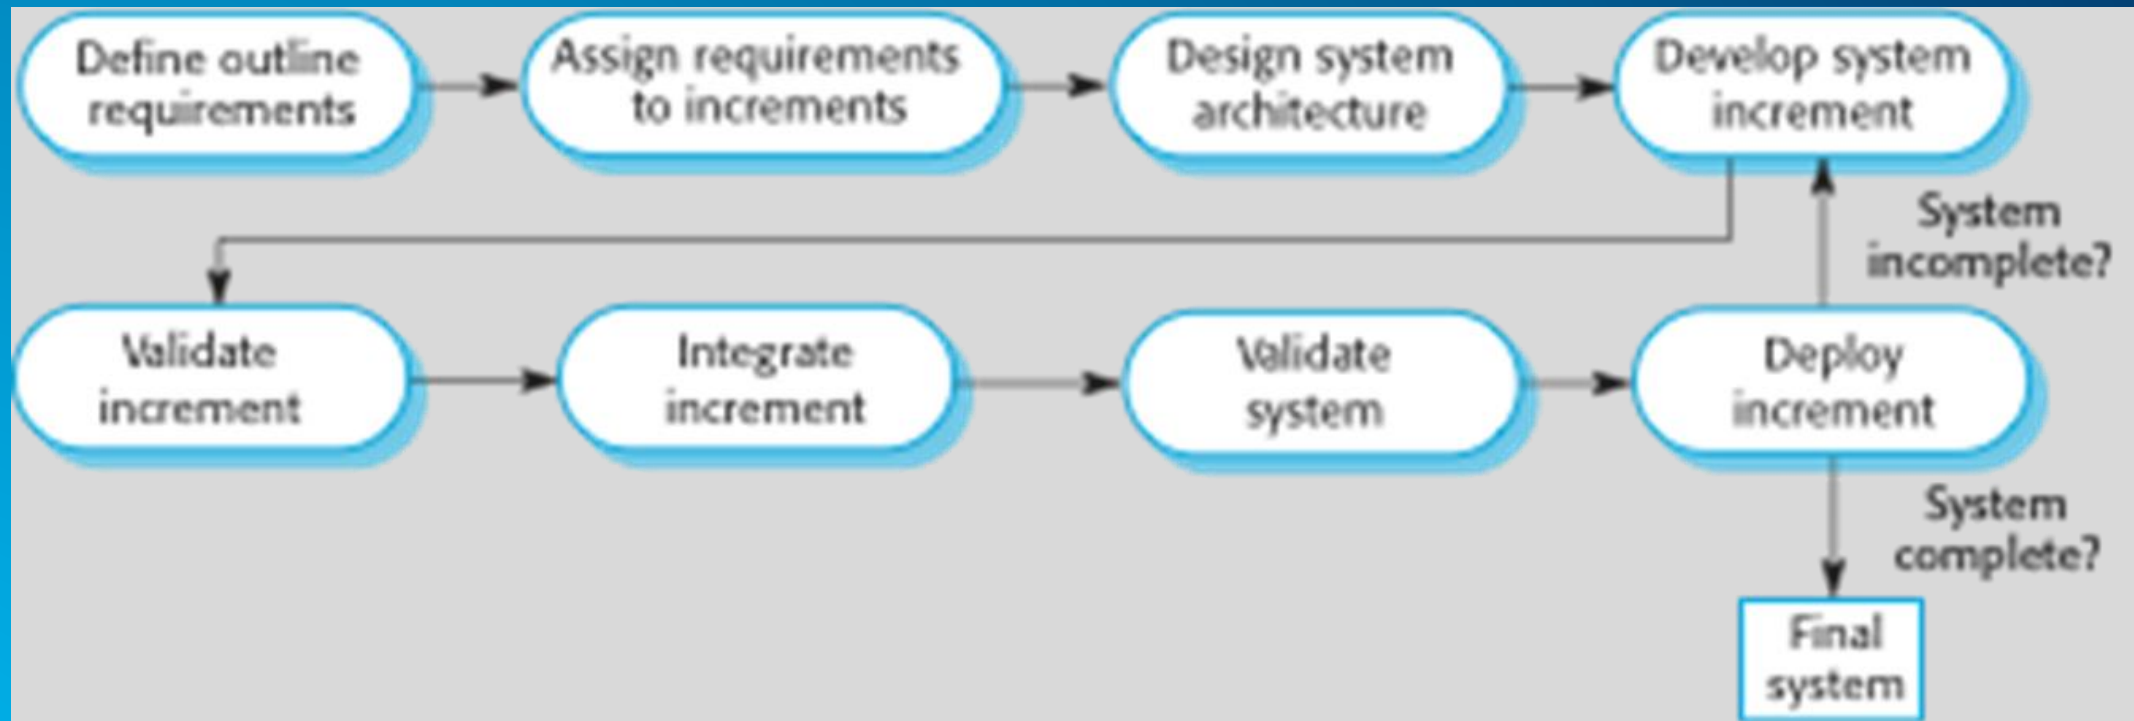 Define outline
requirements
Assign requirements
to increments
Design system
architecture
Develop system
increment
System
incomplete?
Validate
increment
Integrate
increment
Validate
system
Deploy
increment
System
complete?
Final
system